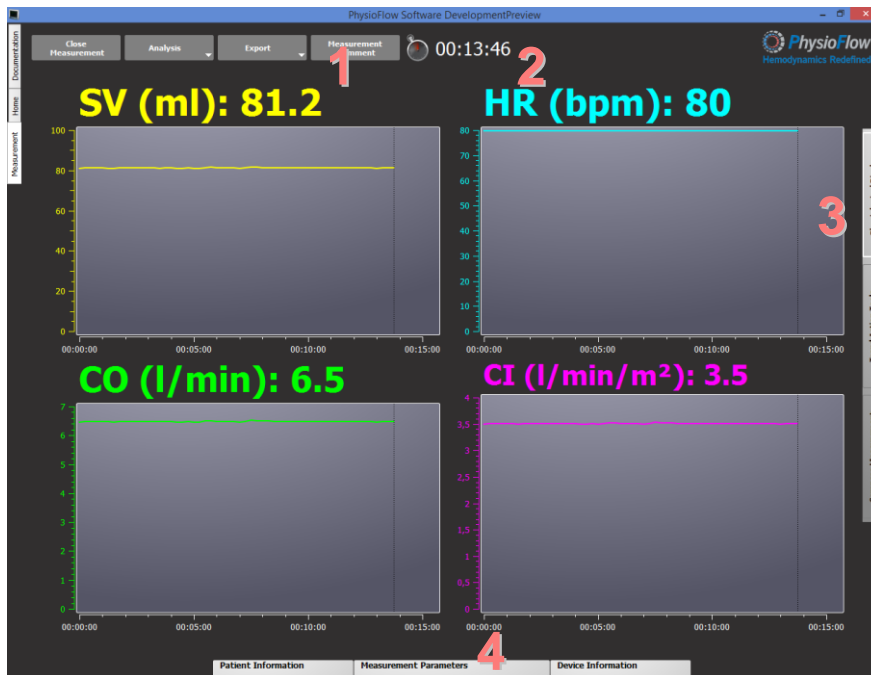 PhysioFlow Software DevelopmentPreview
Documentation
Home
Measurement
Close
Measurement
Analysis
Export
Measurement
1
00:13:46
2
PhysioFlow
Hemodynamics Redefined
SV (ml): 81.2
100
80
60
40
20
0
00:00:00 00:05:00 00:10:00 00:15:00
HR (bpm): 80
80
70
60
50
40
30
20
10
0
00:00:00 00:05:00 00:10:00 00:15:00
3
CO (l/min): 6.5
7
6
5
4
3
2
1
0
00:00:00 00:05:00 00:10:00 00:15:00
CI (l/min/m²): 3.5
4
3,5
3
2,5
2
1,5
1
0,5
0
00:00:00 00:05:00 00:10:00 00:15:00
4
Patient Information
Measurement Parameters
Device Information